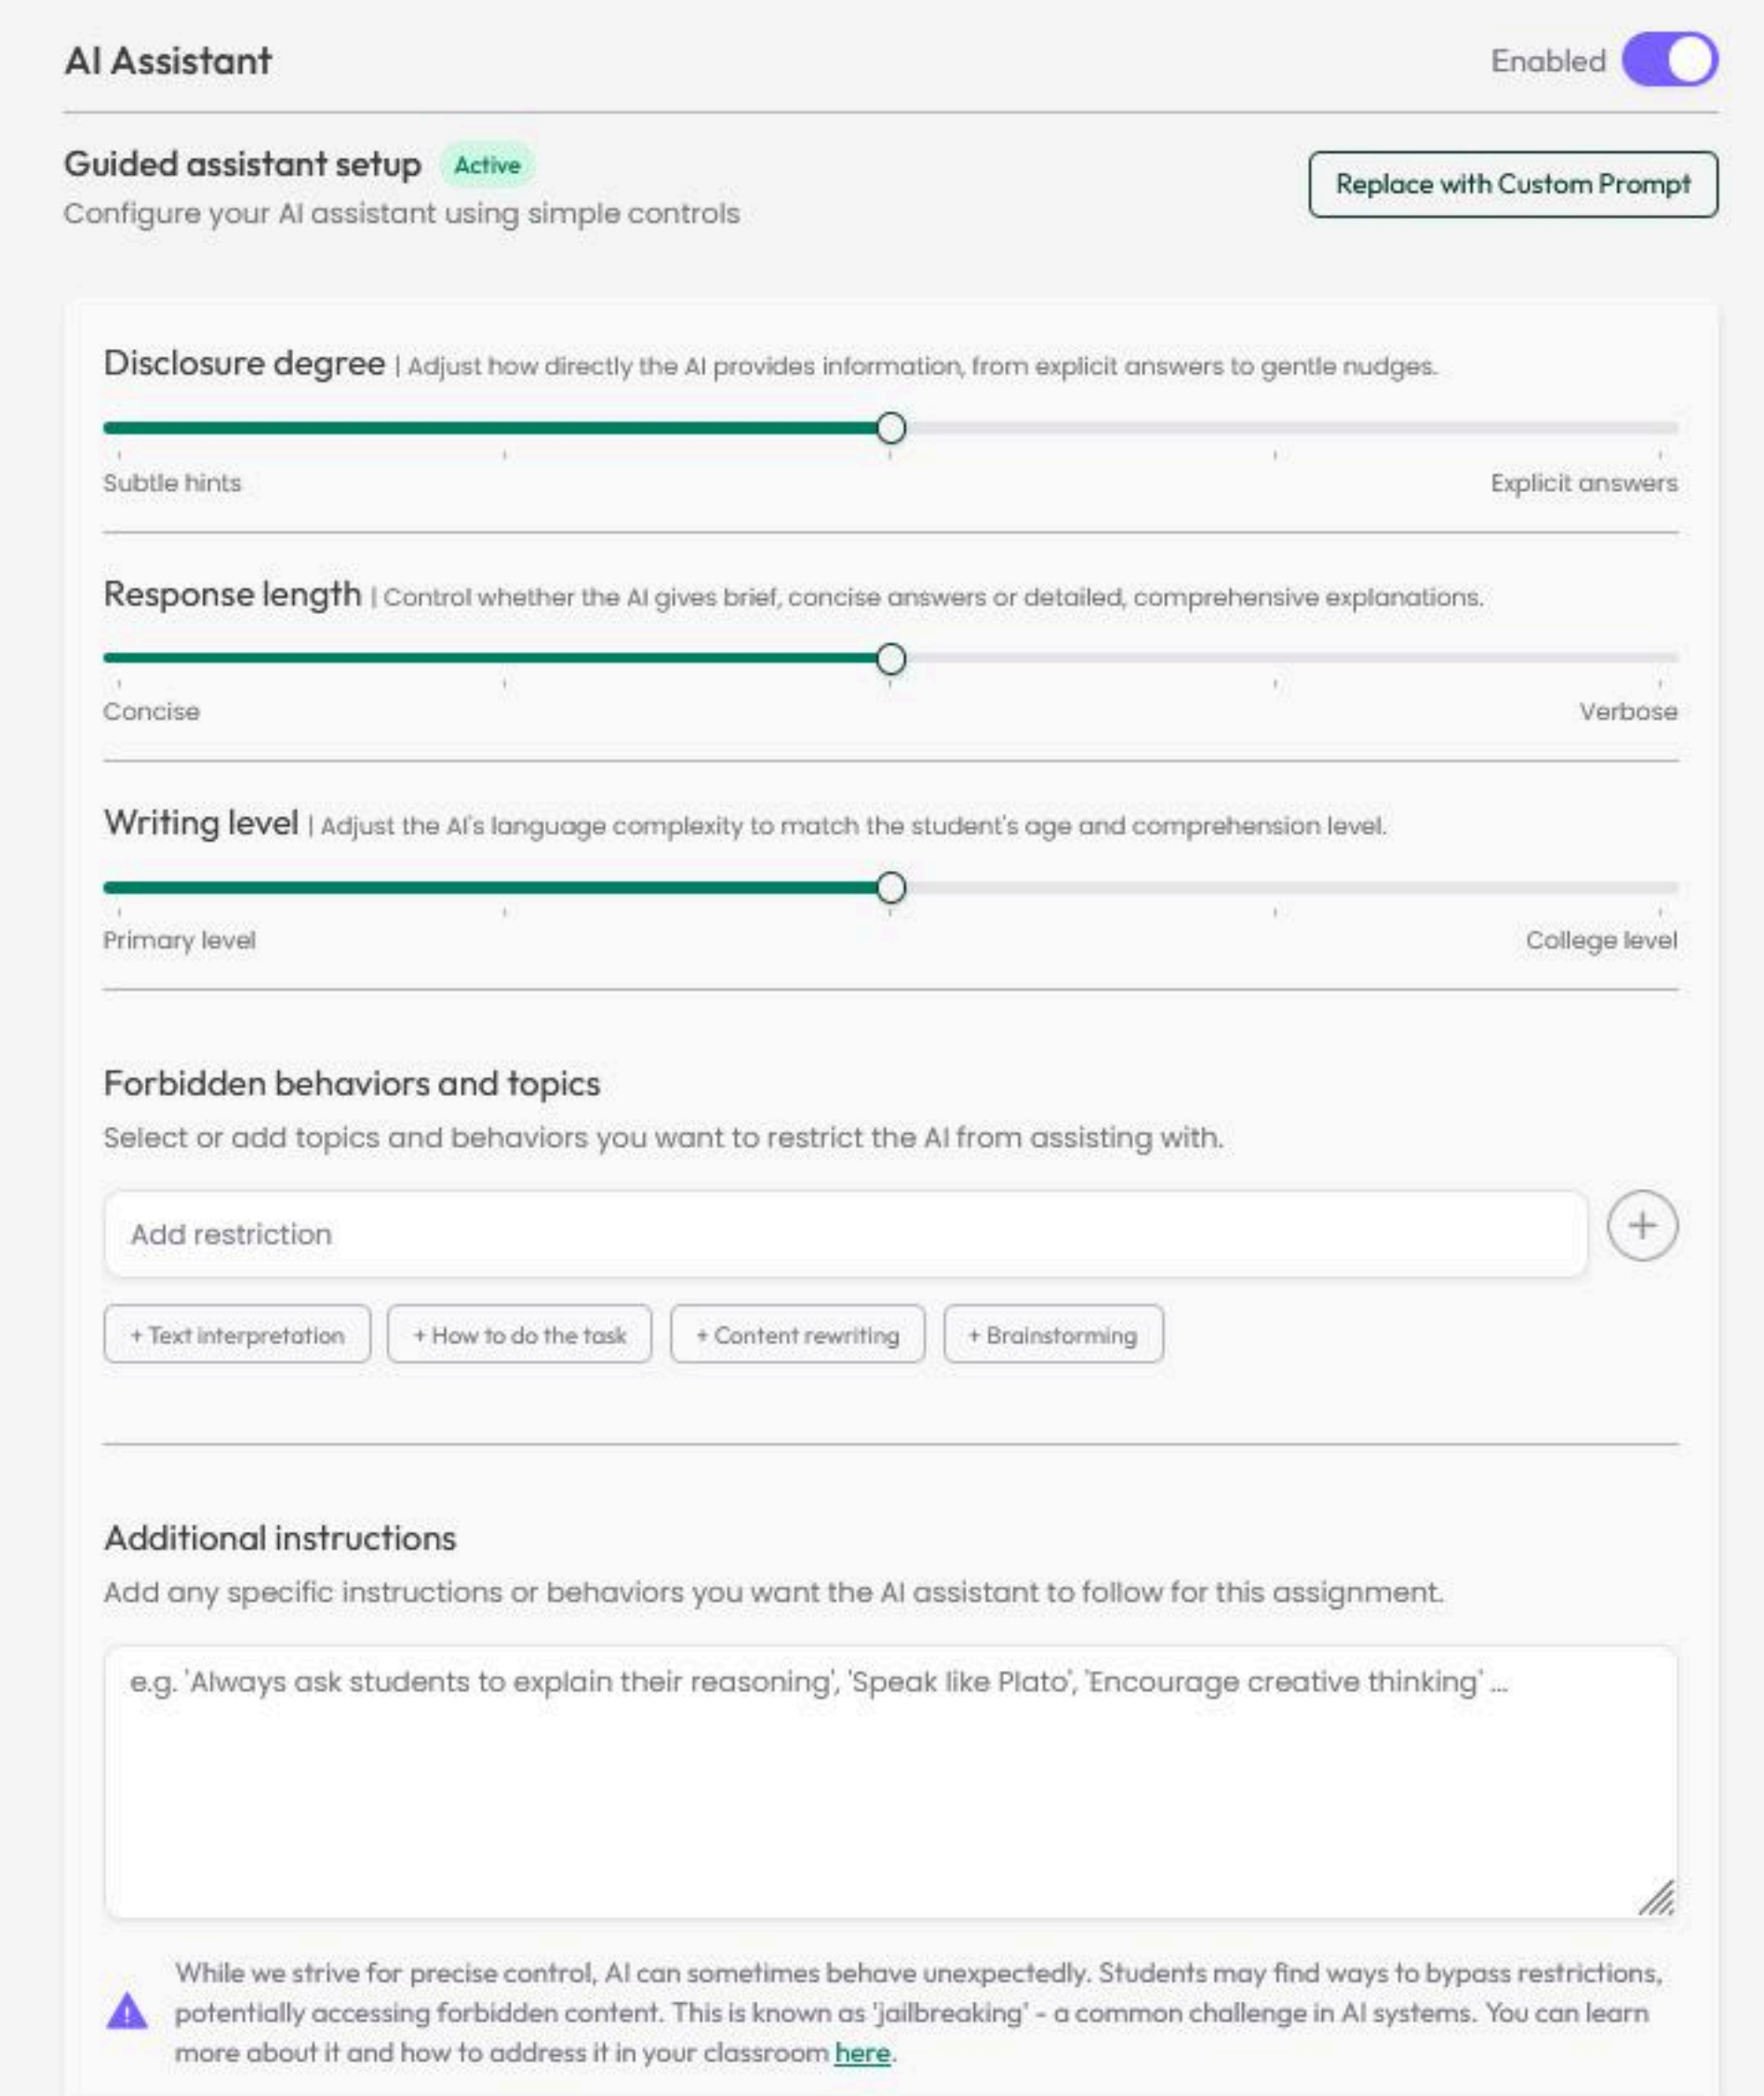 AI Assistant
Enabled
Guided assistant setup
Active
Configure your AI assistant using simple controls
Replace with Custom Prompt
Disclosure degree | Adjust how directly the AI provides information, from explicit answers to gentle nudges.
Subtle hints
Explicit answers
Response length | Control whether the AI gives brief, concise answers or detailed, comprehensive explanations.
Concise
Verbose
Writing level | Adjust the AI's language complexity to match the student's age and comprehension level.
Primary level
College level
Forbidden behaviors and topics
Select or add topics and behaviors you want to restrict the AI from assisting with.
Add restriction
+ Text interpretation
+ How to do the task
+ Content rewriting
+ Brainstorming
Additional instructions
Add any specific instructions or behaviors you want the AI assistant to follow for this assignment.
e.g. 'Always ask students to explain their reasoning', 'Speak like Plato', 'Encourage creative thinking' ...
While we strive for precise control, AI can sometimes behave unexpectedly. Students may find ways to bypass restrictions,
potentially accessing forbidden content. This is known as 'jailbreaking' - a common challenge in AI systems. You can learn
more about it and how to address it in your classroom here.